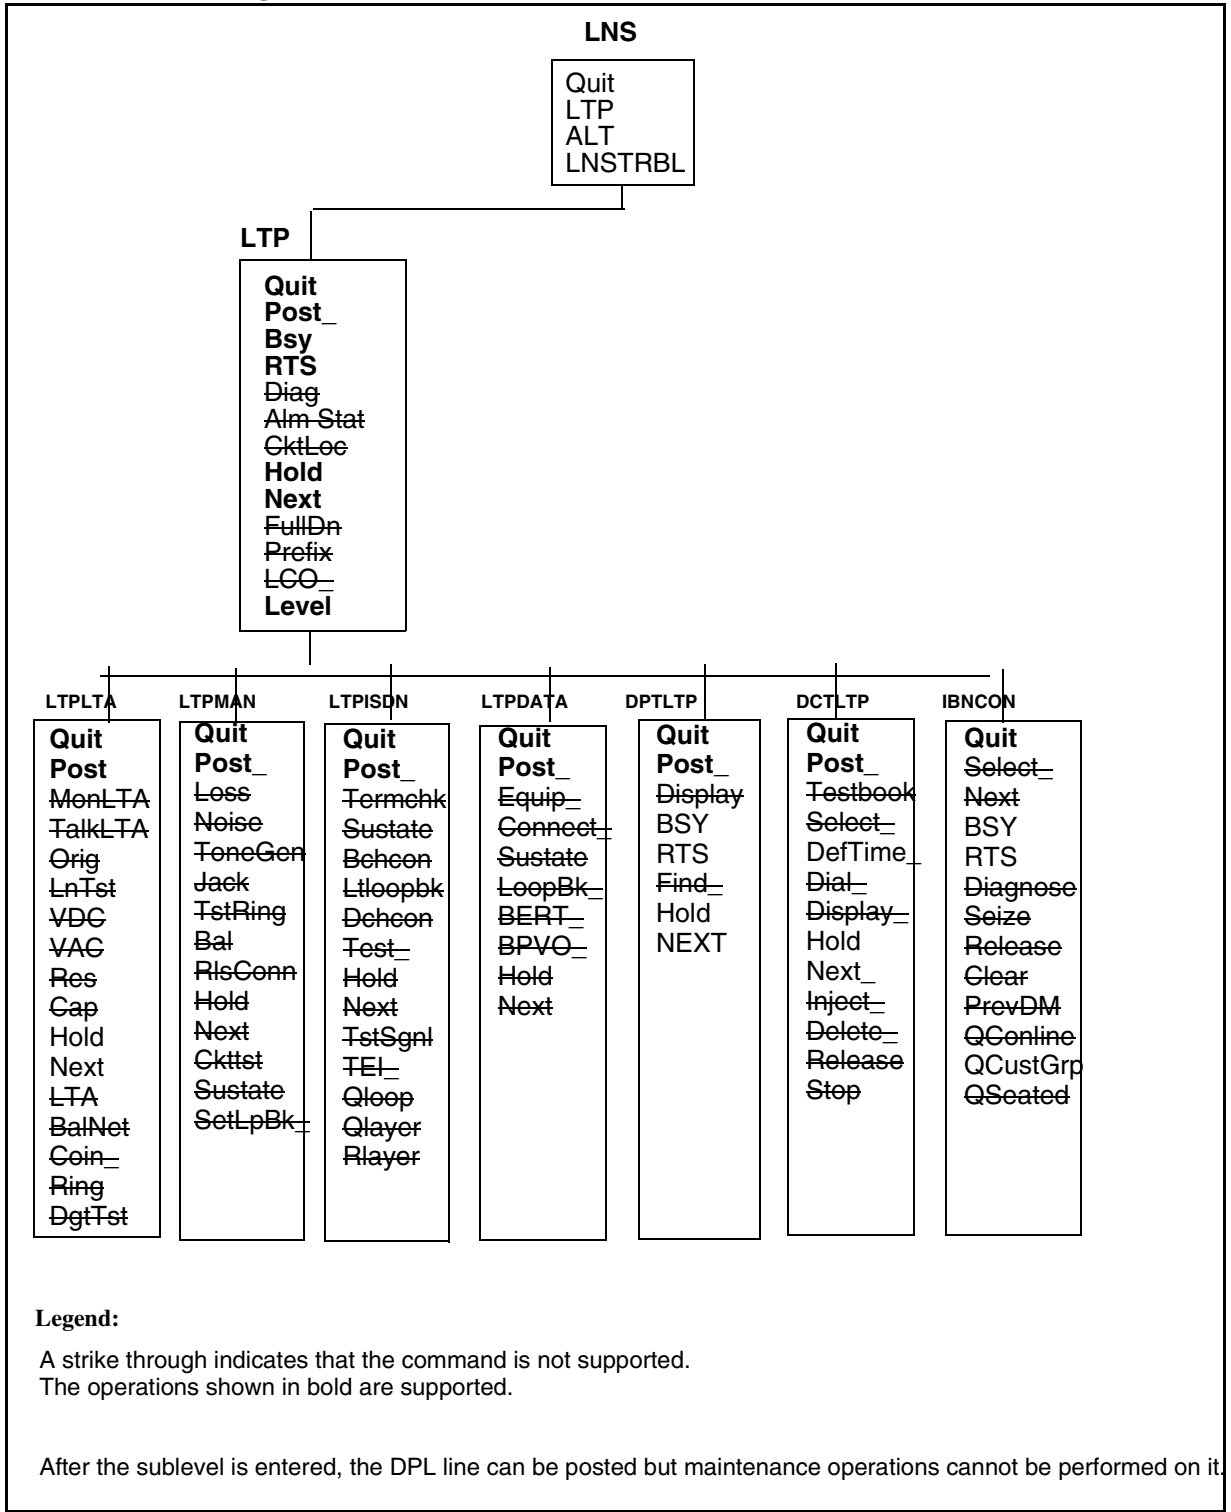 LNS
Quit
LTP
ALT
LNSTRBL
LTP
Quit
Post_
Bsy
RTS
Diag
Alm Stat
CktLoc
Hold
Next
FullDn
Prefix
LCO_
Level
LTPLTA
Quit
Post
MonLTA
TalkLTA
Orig
LnTst
VDC
VAC
Res
Cap
Hold
Next
LTA
BalNet
Coin_
Ring
DgtTst
LTPMAN
Quit
Post_
Loss
Noise
ToneGen
Jack
TstRing
Bal
RlsConn
Hold
Next
Ckttst
Sustate
SetLpBk_
LTPISDN
Quit
Post_
Termchk
Sustate
Bchcon
Ltloopbk
Dchcon
Test_
Hold
Next
TstSgnl
TEI_
Qloop
Qlayer
Rlayer
LTPDATA
Quit
Post_
Equip_
Connect_
Sustate
LoopBk_
BERT_
BPVO_
Hold
Next
DPTLTP
Quit
Post_
Display
BSY
RTS
Find_
Hold
NEXT
DCTLTP
Quit
Post_
Testbook
Select_
DefTime_
Dial_
Display_
Hold
Next_
Inject_
Delete_
Release
Stop
IBNCON
Quit
Select_
Next
BSY
RTS
Diagnose
Seize
Release
Clear
PrevDM
QConline
QCustGrp
QSeated
Legend:
A strike through indicates that the command is not supported.
The operations shown in bold are supported.
After the sublevel is entered, the DPL line can be posted but maintenance operations cannot be performed on it.